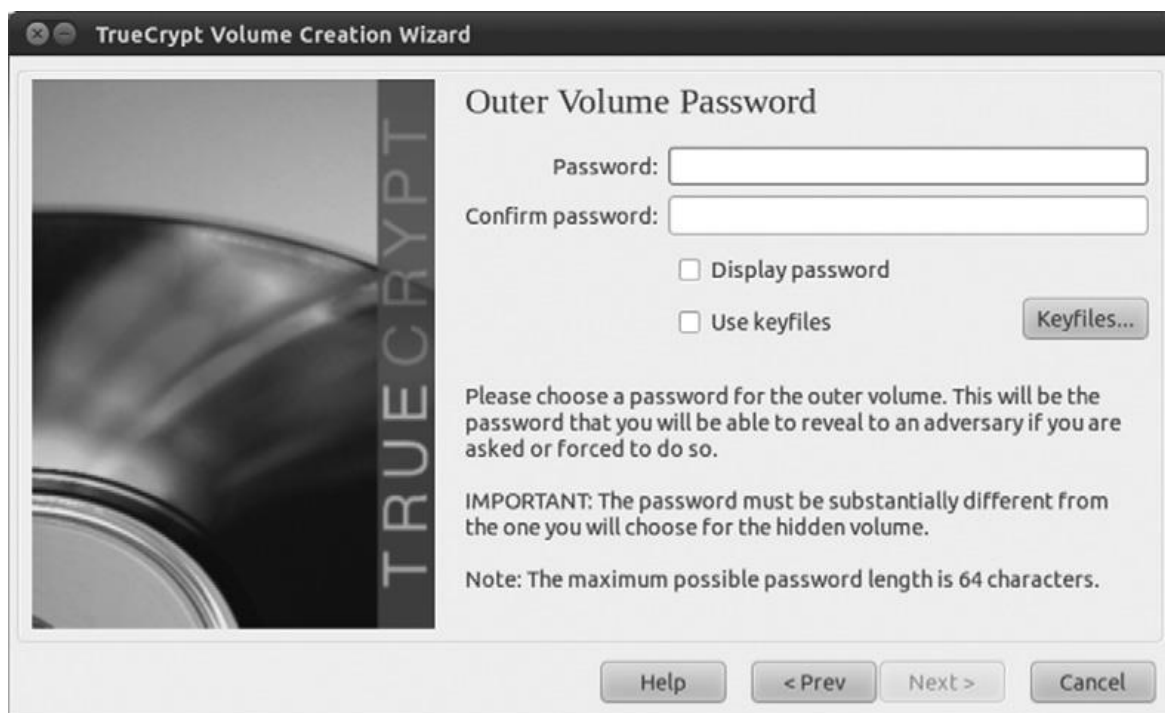 TrueCrypt Volume Creation Wizard
TRUECRYPT
Outer Volume Password
Password:
Confirm password:
Display password
Use keyfiles
Keyfiles...
Please choose a password for the outer volume. This will be the
password that you will be able to reveal to an adversary if you are
asked or forced to do so.
IMPORTANT: The password must be substantially different from
the one you will choose for the hidden volume.
Note: The maximum possible password length is 64 characters.
Help
< Prev
Next >
Cancel